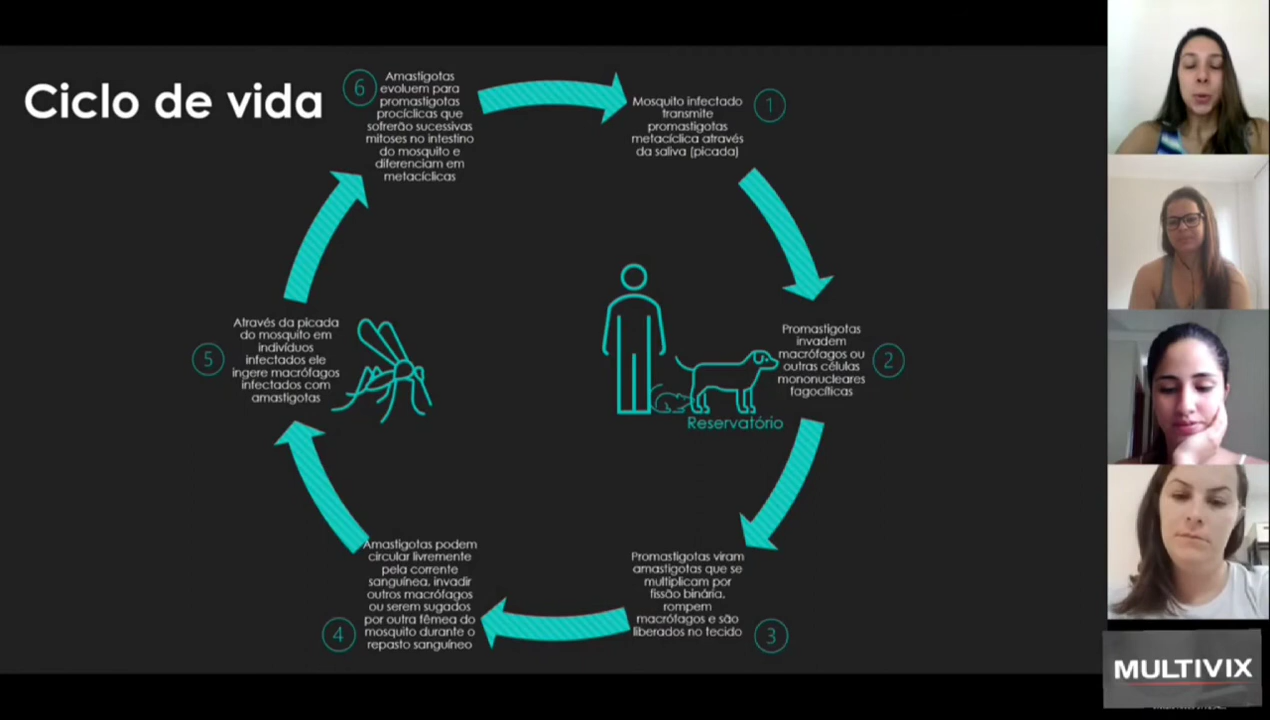 Ciclo de vida
6
Amastigotas
evoluem para
promastigotas
procíclicas que
sofrerão sucessivas
mitoses no intestino
do mosquito e
diferenciam em
metacíclicas
1
Mosquito infectado
transmite
promastigotas
metacíclica através
da saliva (picada)
2
Promastigotas
invadem
macrófagos ou
outras células
mononucleares
fagocíticas
Reservatório
3
Promastigotas viram
amastigotas que se
multiplicam por
fissão binária,
rompem
macrófagos e são
liberados no tecido
4
Amastigotas podem
circular livremente
pela corrente
sanguínea, invadir
outros macrófagos
ou serem sugados
por outra fêmea do
mosquito durante o
repasto sanguíneo
5
Através da picada
do mosquito em
indivíduos
infectados ele
ingere macrófagos
infectados com
amastigotas
MULTIVIX